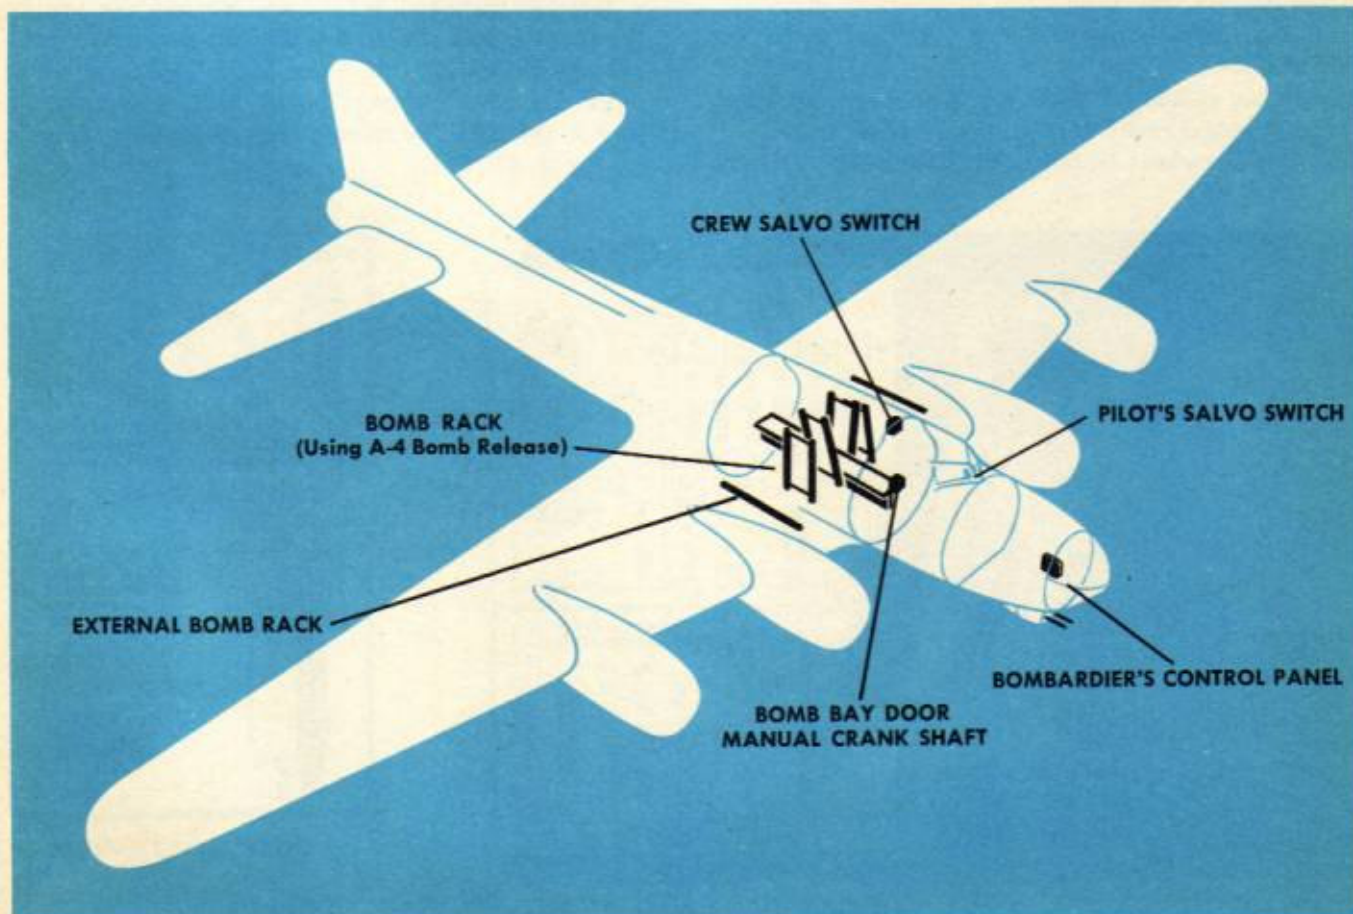 CREW SALVO SWITCH
PILOT'S SALVO SWITCH
BOMB RACK
(Using A-4 Bomb Release)
EXTERNAL BOMB RACK
BOMBARDIER'S CONTROL PANEL
BOMB BAY DOOR
MANUAL CRANK SHAFT